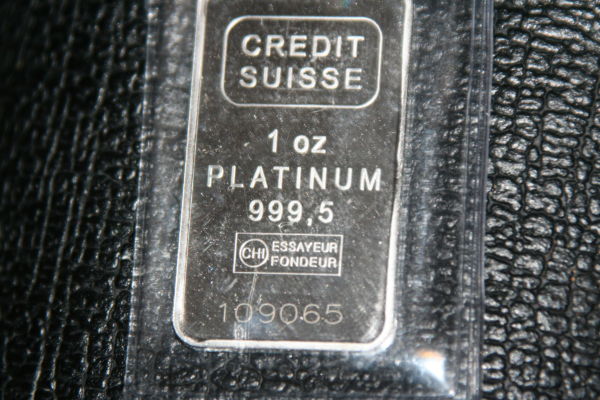 CREDIT
SUISSE
1 oz
PLATINUM
999,5
CHI ESSAYEUR
FONDEUR
109065